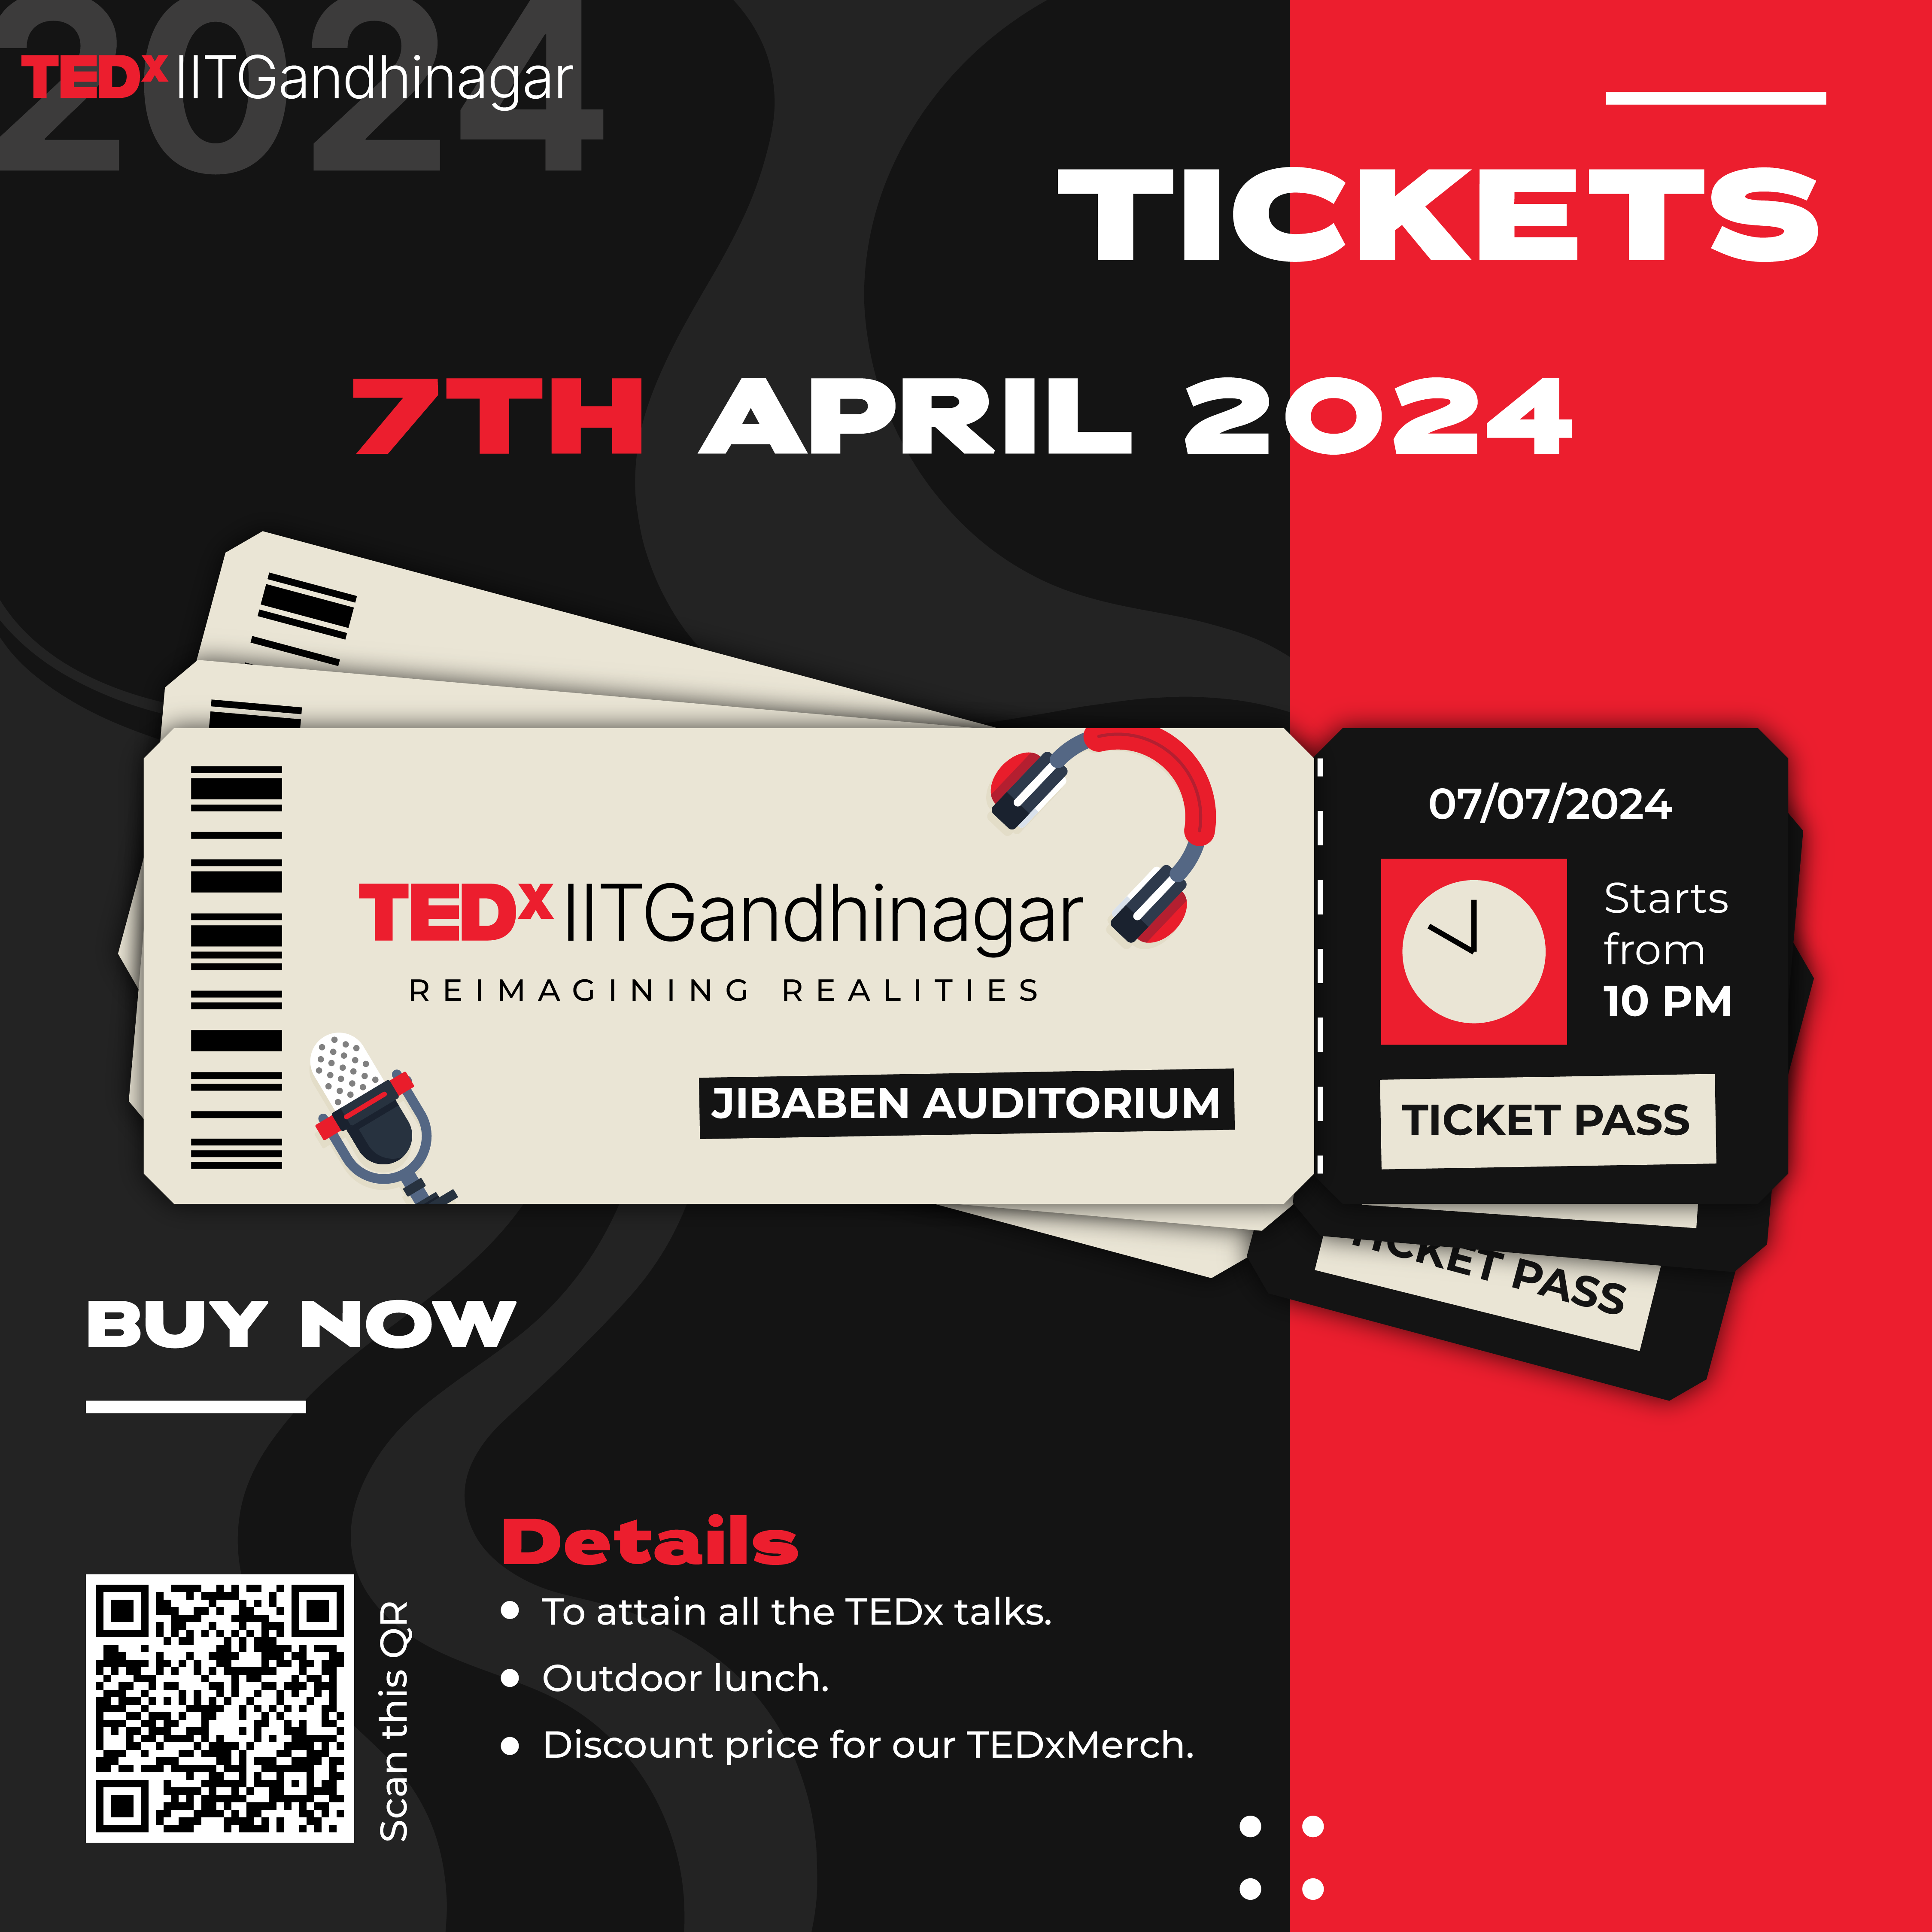 2024
TEDx IITGandhinagar
TICKETS
7TH APRIL 2024
07/07/2024
TEDx IITGandhinagar
REIMAGINING REALITIES
Starts
from
10 PM
JIBABEN AUDITORIUM
TICKET PASS
TICKET PASS
BUY NOW
Details
To attain all the TEDx talks.
Outdoor lunch.
Discount price for our TEDxMerch.
Scan this QR